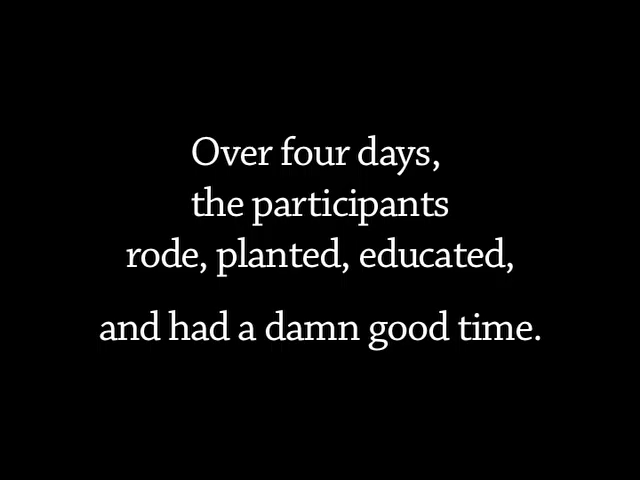 Over four days,
the participants
rode, planted, educated,
and had a damn good time.